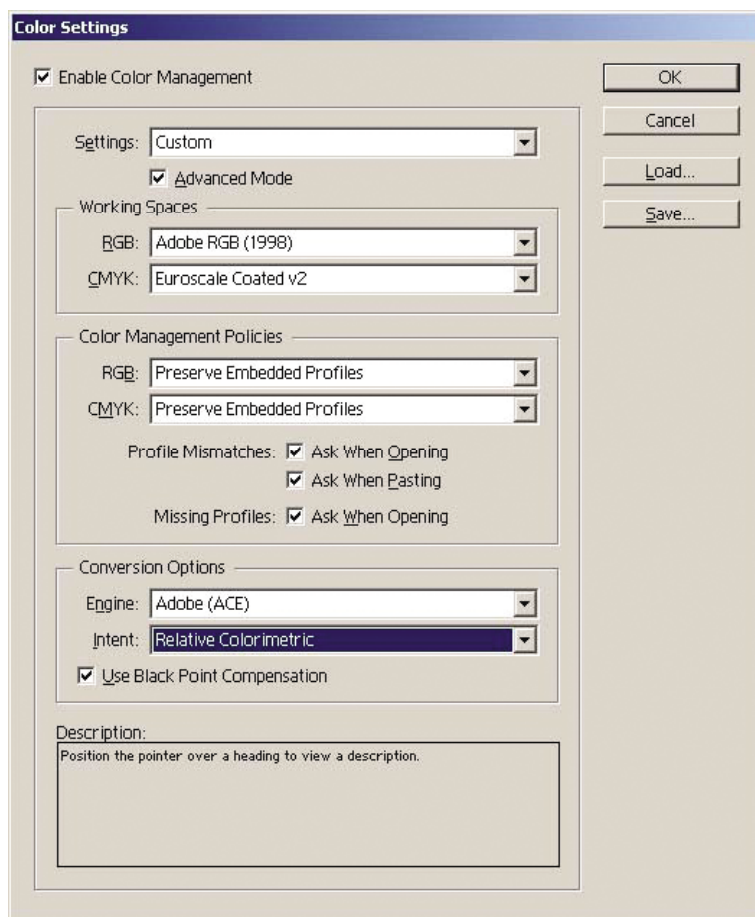 Color Settings
Enable Color Management
OK
Cancel
Load...
Save...
Settings: Custom
Advanced Mode
Working Spaces
RGB: Adobe RGB (1998)
CMYK: Euroscale Coated v2
Color Management Policies
RGB: Preserve Embedded Profiles
CMYK: Preserve Embedded Profiles
Profile Mismatches: Ask When Opening
Ask When Pasting
Missing Profiles: Ask When Opening
Conversion Options
Engine: Adobe (ACE)
Intent: Relative Colorimetric
Use Black Point Compensation
Description:
Position the pointer over a heading to view a description.